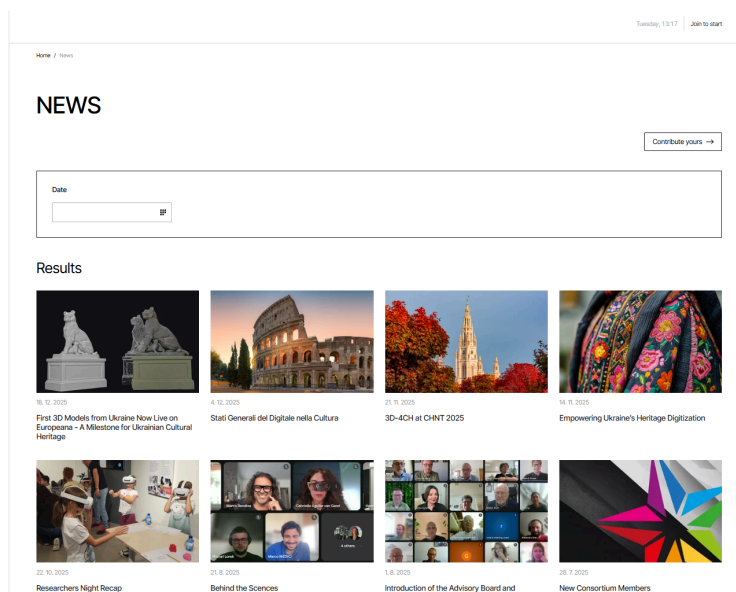 Tuesday, 13:17
Join to start
Home / News
NEWS
Contribute yours →
Date
Results
18. 12. 2025
First 3D Models from Ukraine Now Live on
Europeana - A Milestone for Ukrainian Cultural
Heritage
4. 12. 2025
Stati Generali del Digitale nella Cultura
21. 11. 2025
3D-4CH at CHNT 2025
14. 11. 2025
Empowering Ukraine's Heritage Digitization
22. 10. 2025
Researchers Night Recap
21. 8. 2025
Behind the Scences
4 others
1. 8. 2025
Introduction of the Advisory Board and
28. 7. 2025
New Consortium Members